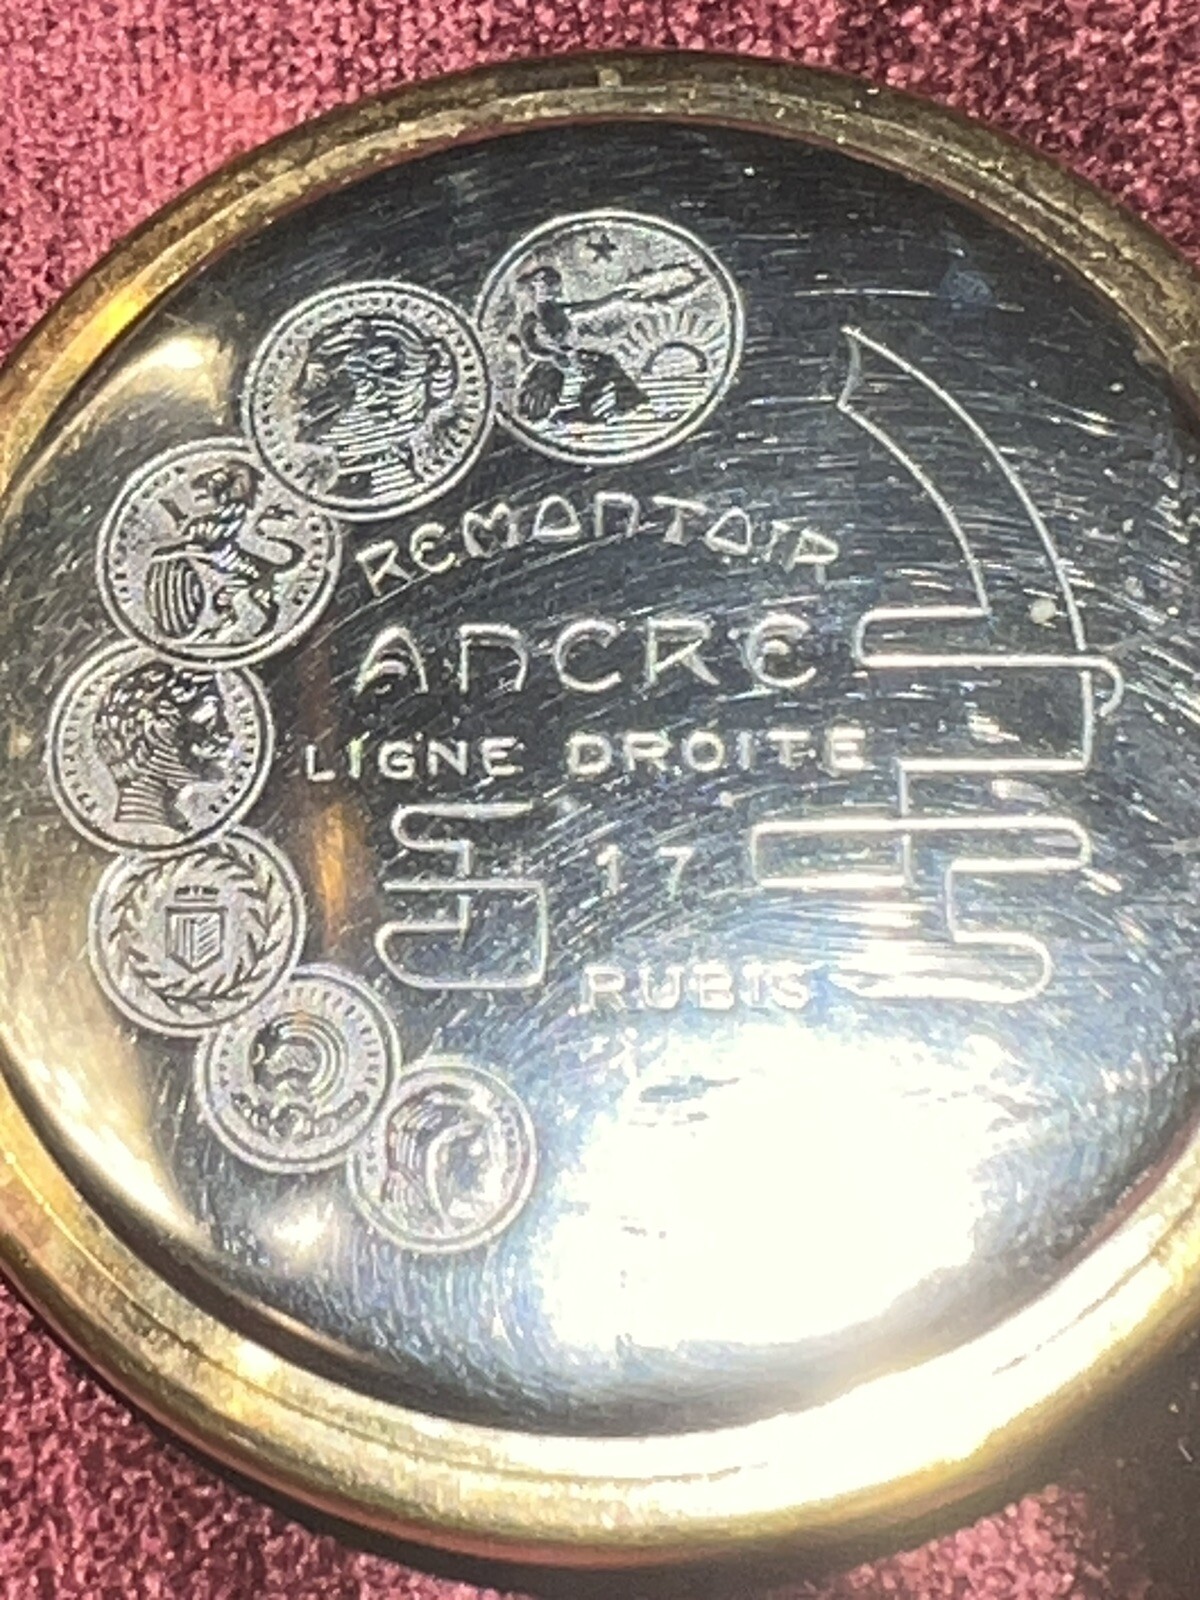 REMONTOIR
ANCRE
LIGNE DROITE
17
RUBIS